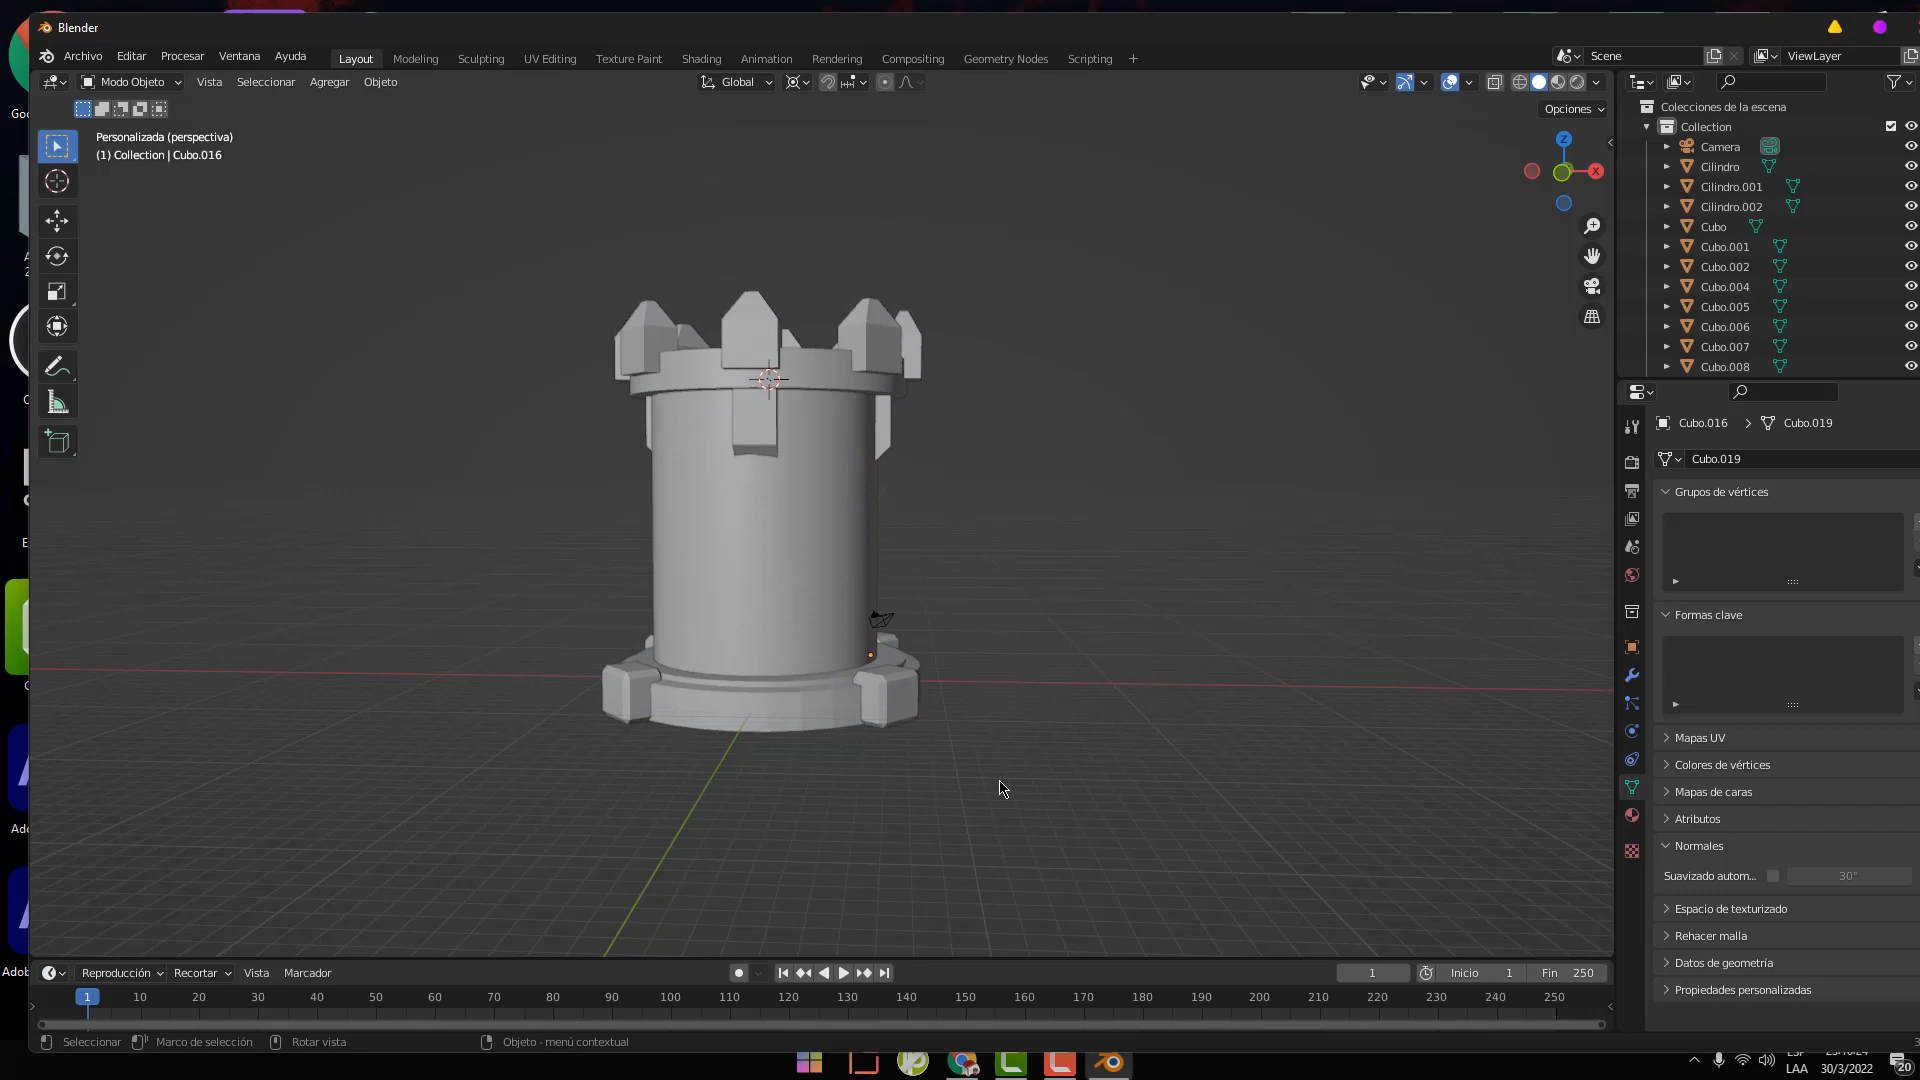 Blender
Archivo Editar Procesar Ventana Ayuda Layout Modeling Sculpting UV Editing Texture Paint Shading Animation Rendering Compositing Geometry Nodes Scripting + Scene ViewLayer
Modo Objeto Vista Seleccionar Agregar Objeto Global
Opciones
Personalizada (perspectiva)
(1) Collection | Cubo.016
Z
X
Colecciones de la escena
Collection
Camera
Cilindro
Cilindro.001
Cilindro.002
Cubo
Cubo.001
Cubo.002
Cubo.004
Cubo.005
Cubo.006
Cubo.007
Cubo.008
Cubo.016 > Cubo.019
Cubo.019
Grupos de vértices
Formas clave
Mapas UV
Colores de vértices
Mapas de caras
Atributos
Normales
Suavizado autom... 30°
Espacio de texturizado
Rehacer malla
Datos de geometría
Propiedades personalizadas
Reproducción Recortar Vista Marcador 1 Inicio 1 Fin 250
1 10 20 30 40 50 60 70 80 90 100 110 120 130 140 150 160 170 180 190 200 210 220 230 240 250
Seleccionar Marco de selección Rotar vista Objeto - menú contextual
ESP
LAA 30/3/2022 20